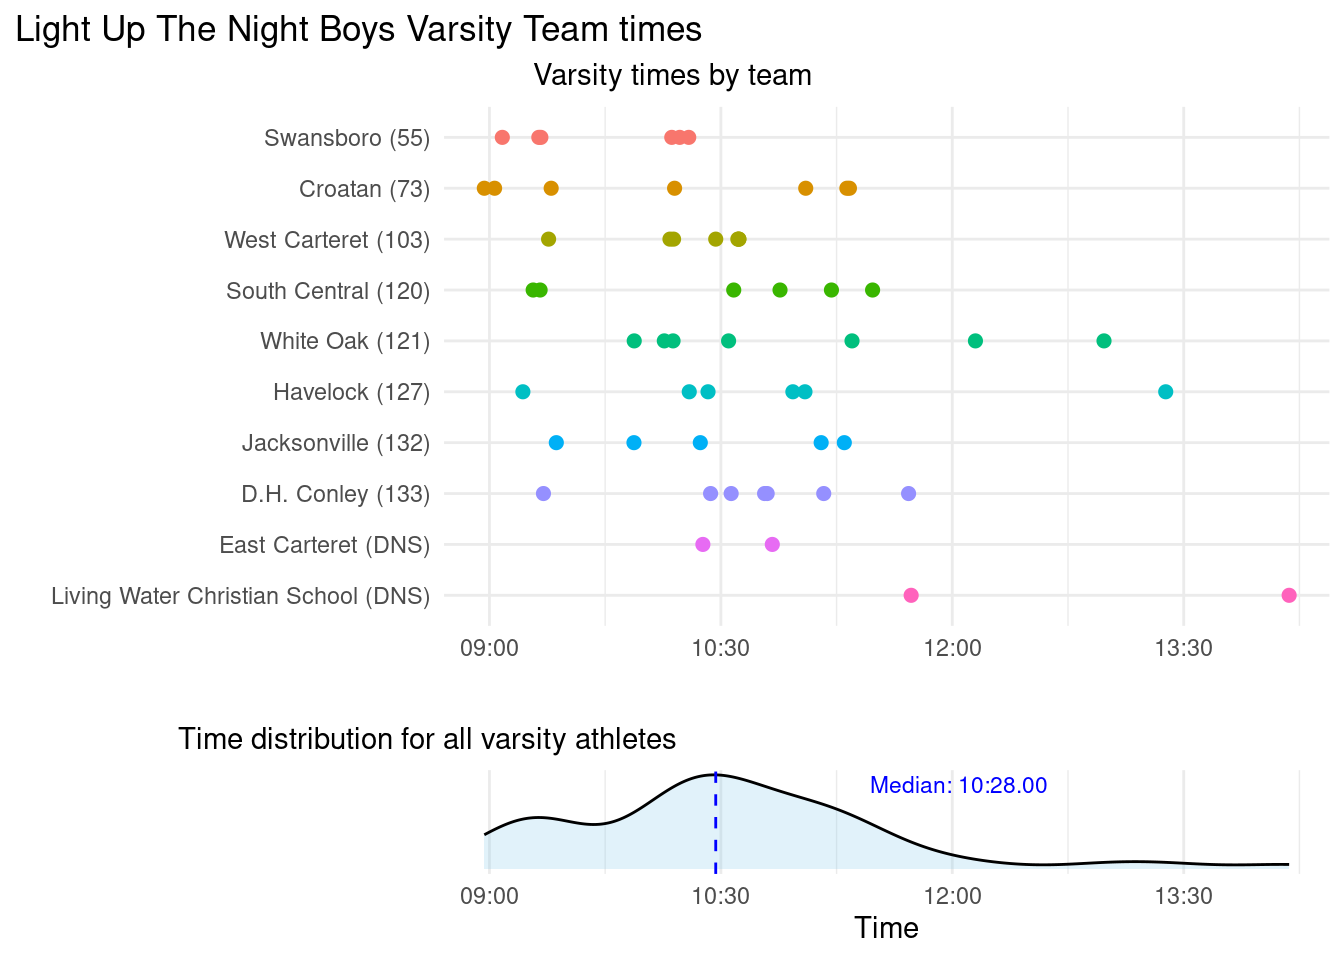 Light Up The Night Boys Varsity Team times
Varsity times by team
Swansboro (55)
Croatan (73)
West Carteret (103)
South Central (120)
White Oak (121)
Havelock (127)
Jacksonville (132)
D.H. Conley (133)
East Carteret (DNS)
Living Water Christian School (DNS)
09:00 10:30 12:00 13:30
Time distribution for all varsity athletes
Median: 10:28.00
09:00 10:30 12:00 13:30
Time